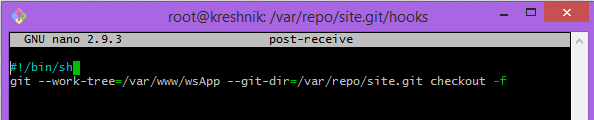 root@kreshnik: /var/repo/site.git/hooks
GNU nano 2.9.3 post-receive
#!/bin/sh
git --work-tree=/var/www/wsApp --git-dir=/var/repo/site.git checkout -f